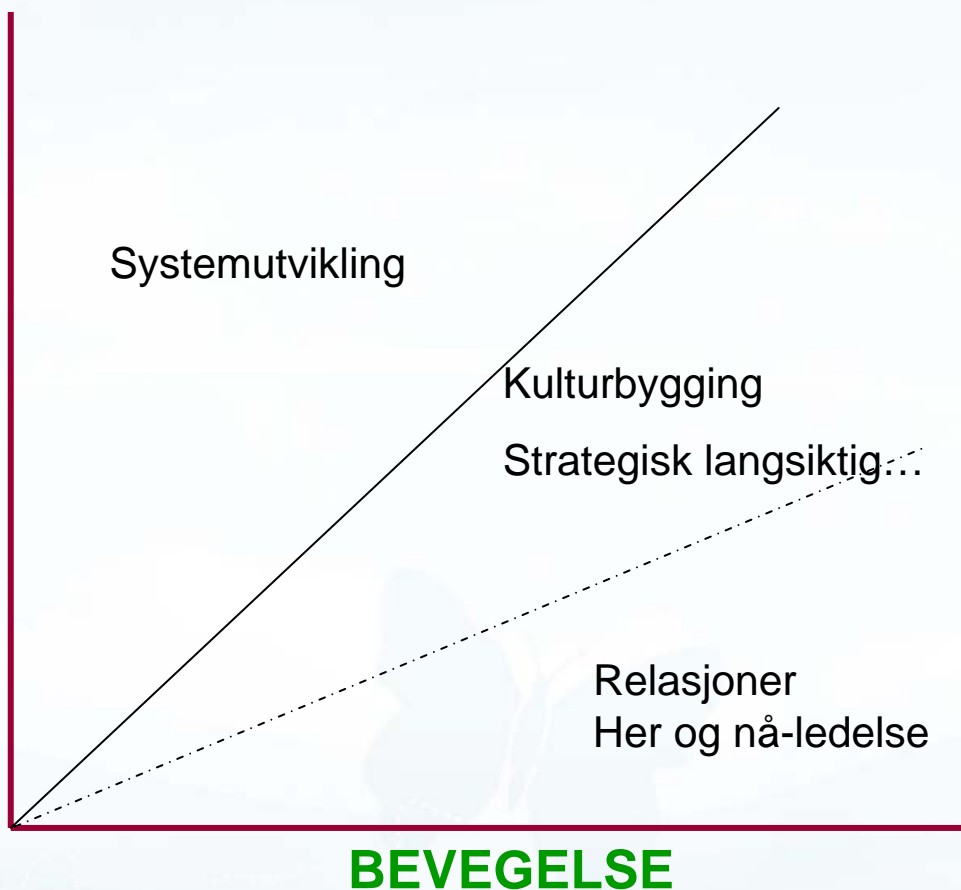 Systemutvikling
Kulturbygging
Strategisk langsiktig…
Relasjoner
Her og nå-ledelse
BEVEGELSE